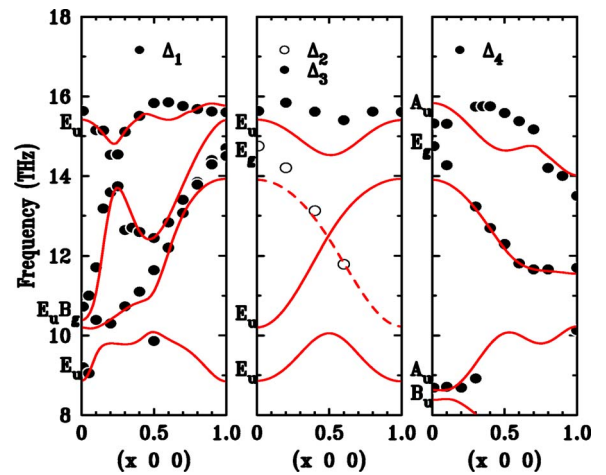 18
16
14
12
10
8
Frequency (THz)
Δ1
Eu
EuBg
Eu
0
0.5
1.0
(x 0 0)
Δ2
Δ3
Eu
Eg
Eu
Eu
0
0.5
1.0
(x 0 0)
Δ4
Au
Eg
Au
Bu
0
0.5
1.0
(x 0 0)